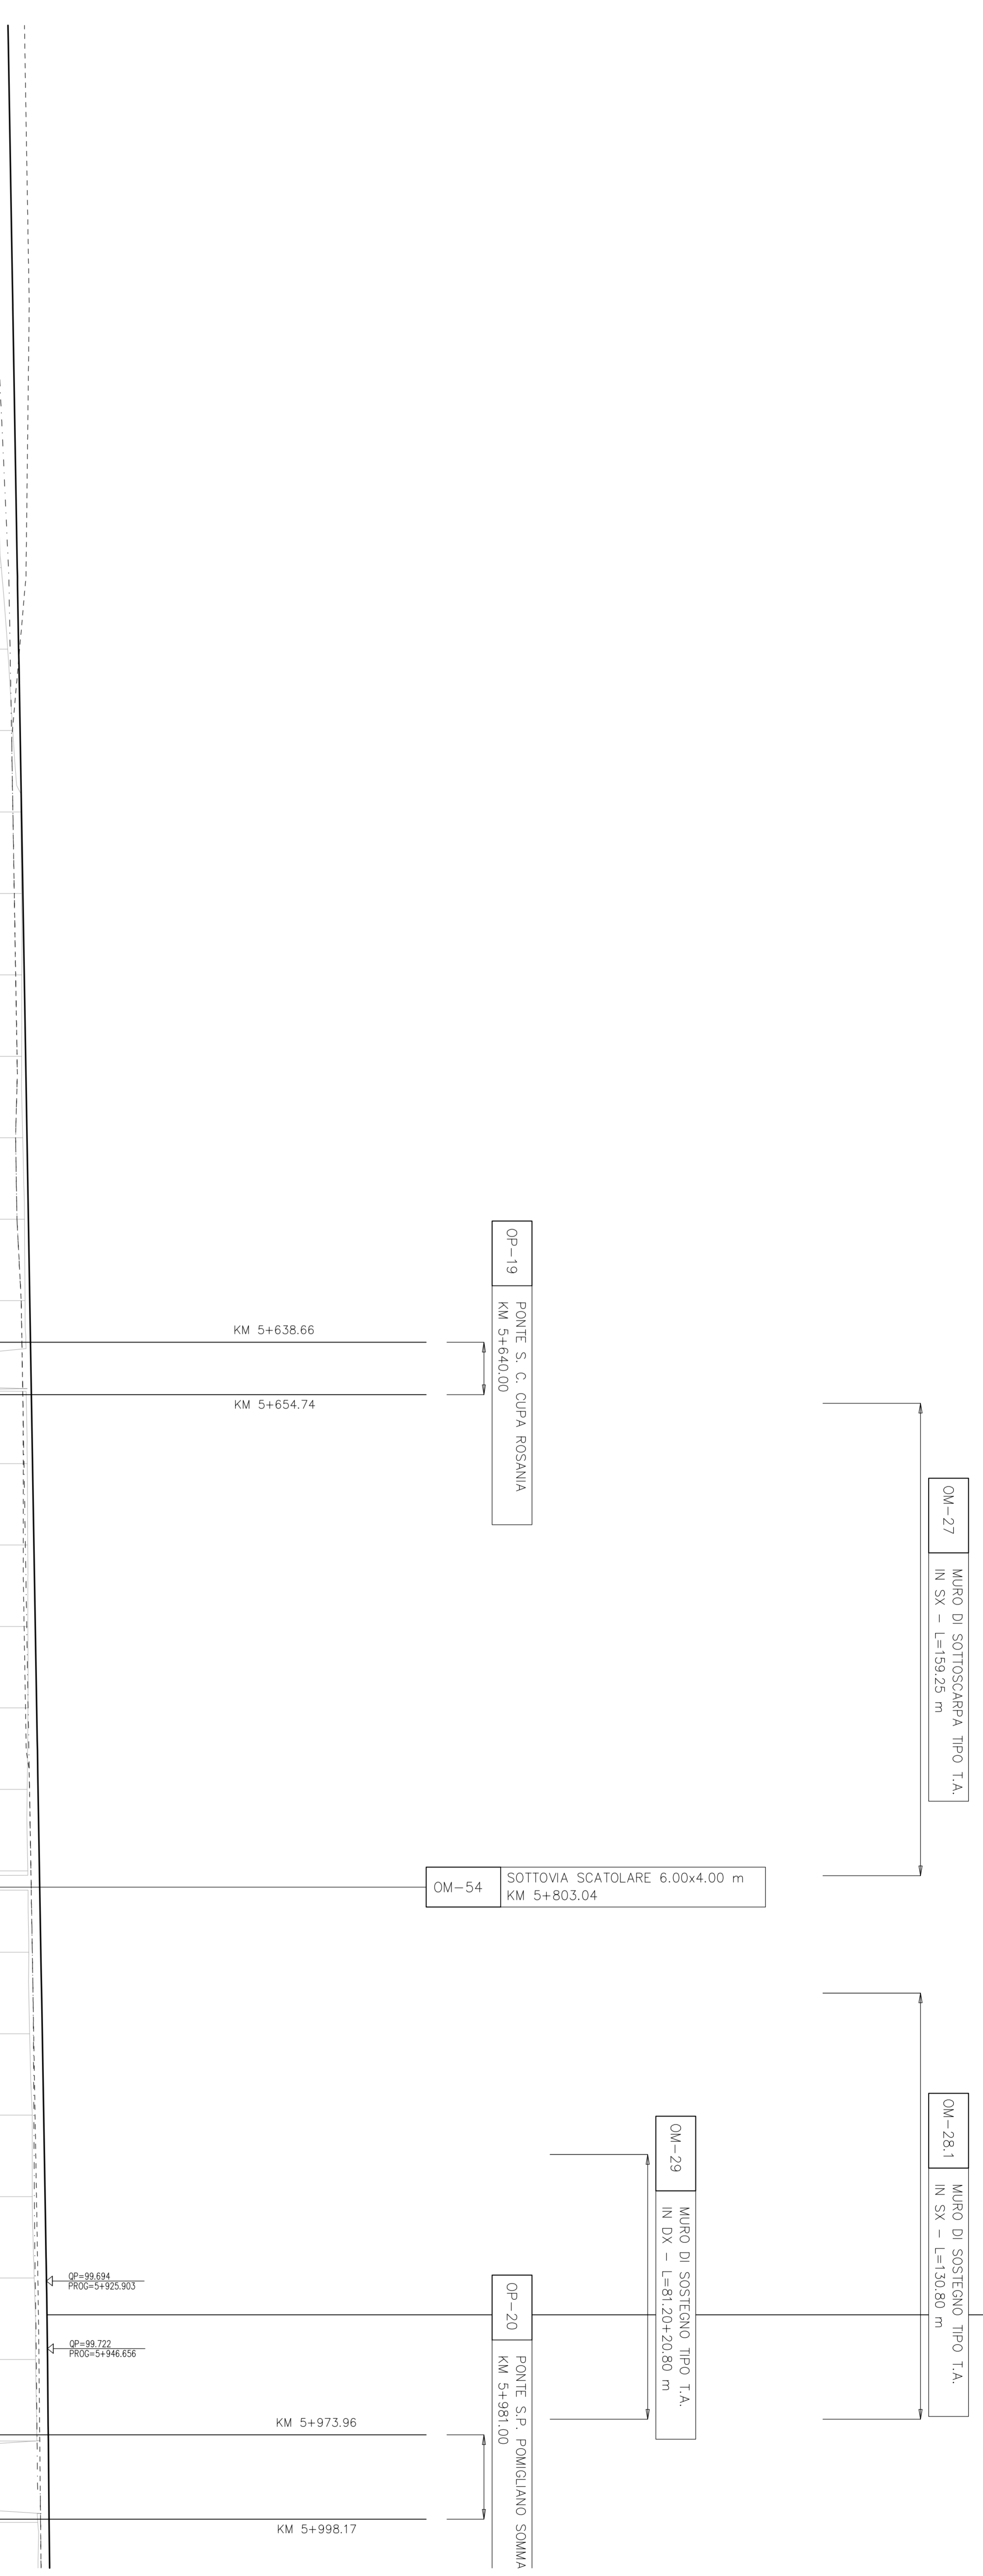 KM 5+638.66
KM 5+654.74
OP-19
PONTE S. C. CUPA ROSANIA
KM 5+640.00
OM-27
MURO DI SOTTOSCARPA TIPO T.A.
IN SX - L=159.25 m
OM-54
SOTTOVIA SCATOLARE 6.00x4.00 m
KM 5+803.04
OM-28.1
MURO DI SOSTEGNO TIPO T.A.
IN SX - L=130.80 m
OM-29
MURO DI SOSTEGNO TIPO T.A.
IN DX - L=81.20+20.80 m
QP=99.694
PROG=5+925.903
QP=99.722
PROG=5+946.656
OP-20
PONTE S.P. POMIGLIANO SOMMA
KM 5+981.00
KM 5+973.96
KM 5+998.17